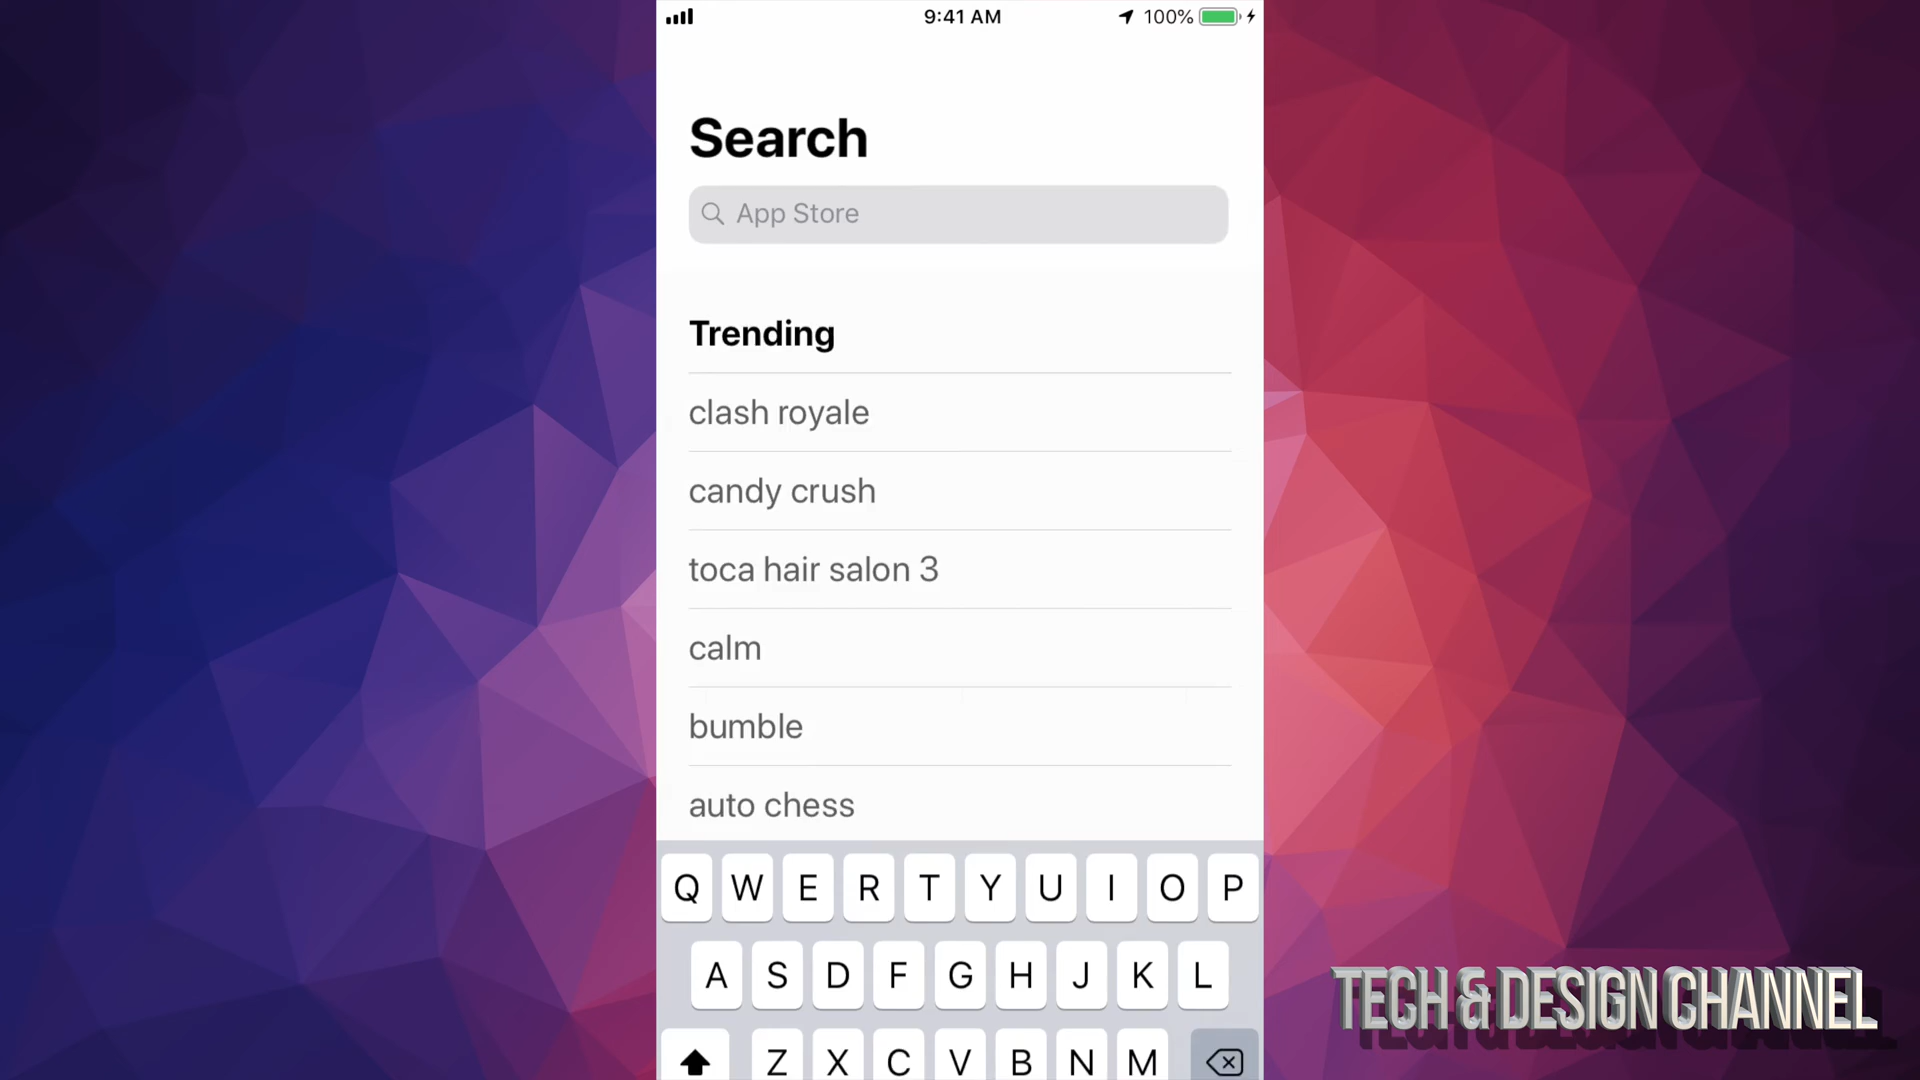 9:41 AM
100%
Search
App Store
Trending
clash royale
candy crush
toca hair salon 3
calm
bumble
auto chess
Q W E R T Y U I O P
A S D F G H J K L
Z X C V B N M
TECH & DESIGN CHANNEL